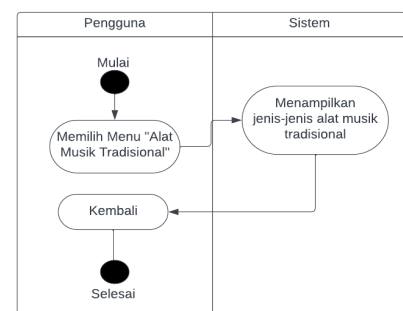 Pengguna
Sistem
Mulai
Memilih Menu "Alat
Musik Tradisional"
Menampilkan
jenis-jenis alat musik
tradisional
Kembali
Selesai